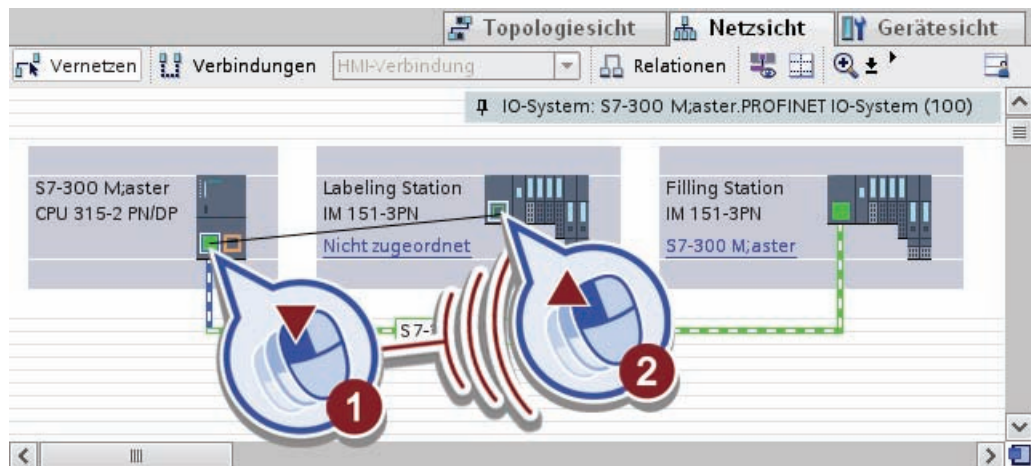 Topologiesicht Netzsicht Gerätesicht
Vernetzen Verbindungen HMI-Verbindung Relationen
IO-System: S7-300 M;aster.PROFINET IO-System (100)
S7-300 M;aster
CPU 315-2 PN/DP
Labeling Station
IM 151-3PN
Nicht zugeordnet
Filling Station
IM 151-3PN
S7-300 M;aster
1
2